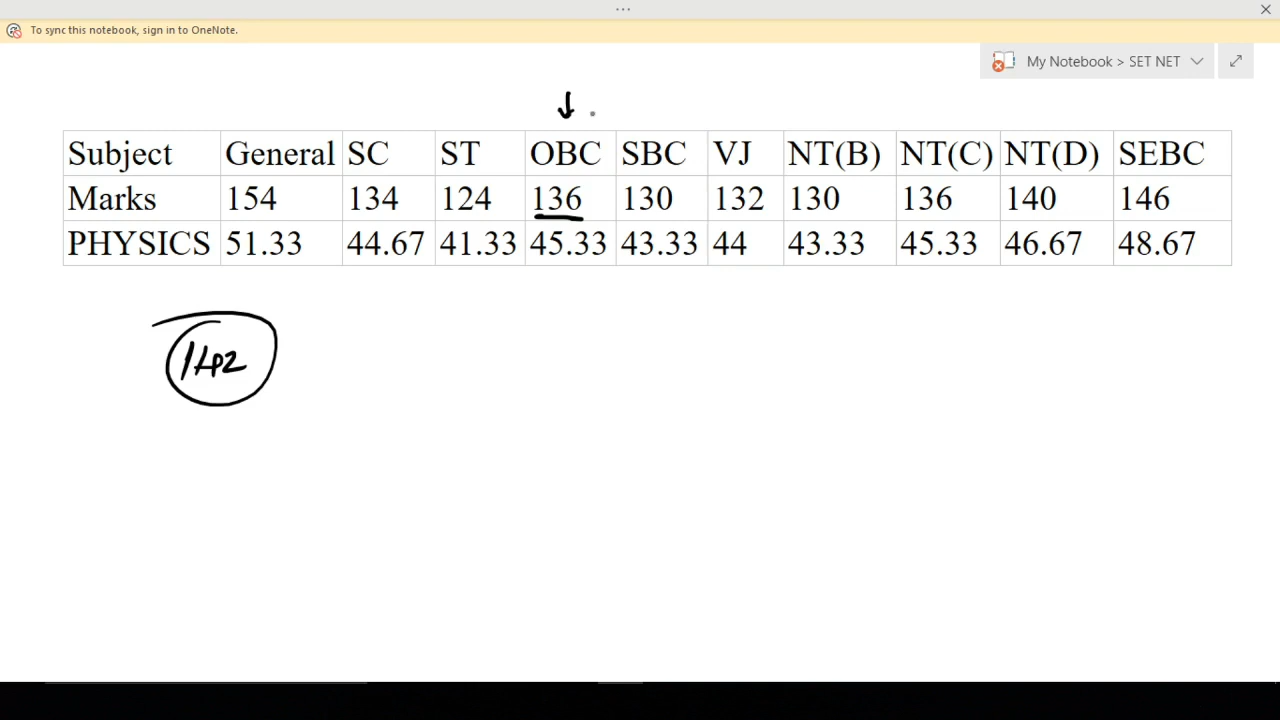 To sync this notebook, sign in to OneNote.
My Notebook > SET NET
Subject General SC ST OBC SBC VJ NT(B) NT(C) NT(D) SEBC
Marks 154 134 124 136 130 132 130 136 140 146
PHYSICS 51.33 44.67 41.33 45.33 43.33 44 43.33 45.33 46.67 48.67